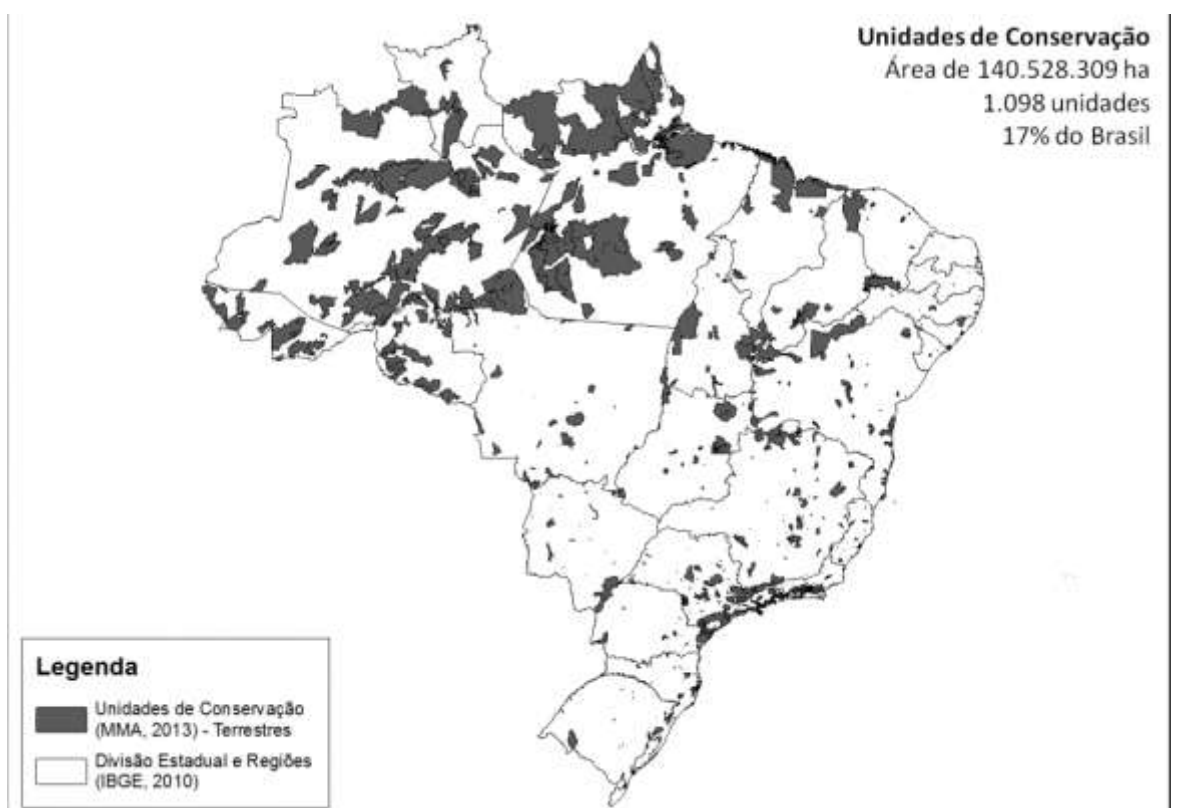 Unidades de Conservação
Área de 140.528.309 ha
1.098 unidades
17% do Brasil
Legenda
Unidades de Conservação
(MMA, 2013) - Terrestres
Divisão Estadual e Regiões
(IBGE, 2010)